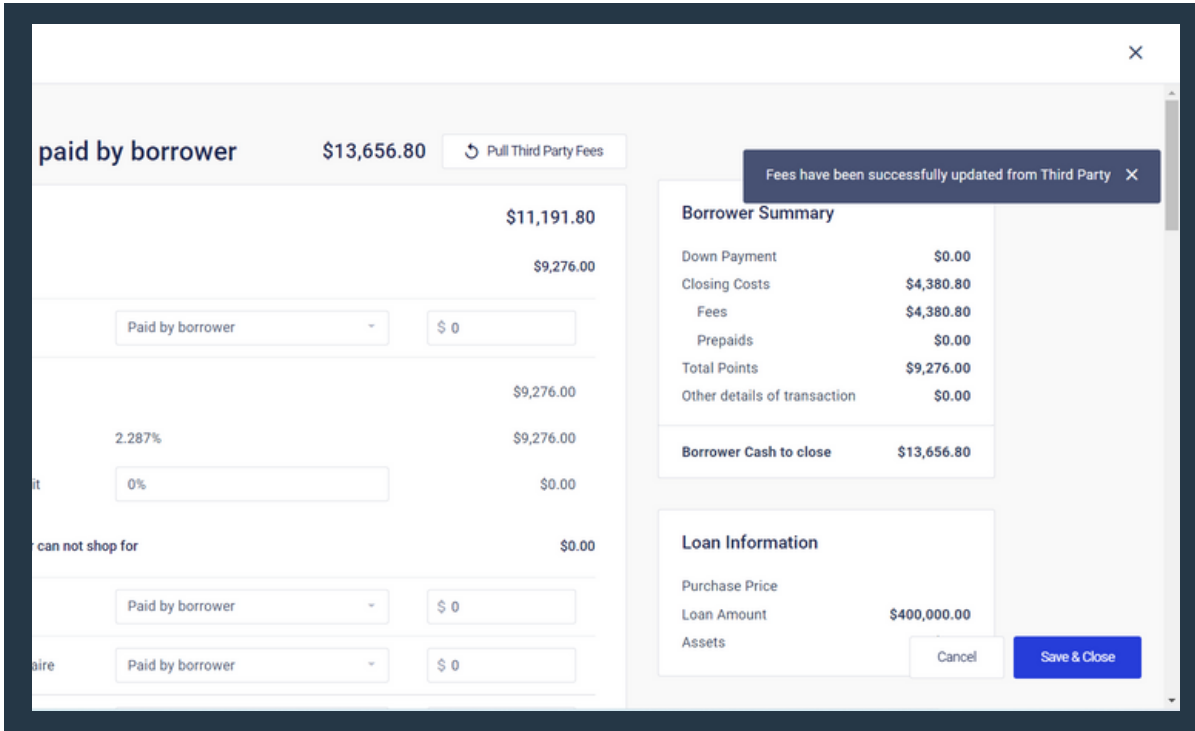 paid by borrower $13,656.80 Pull Third Party Fees
Fees have been successfully updated from Third Party
$11,191.80
$9,276.00
Paid by borrower $ 0
$9,276.00
2.287% $9,276.00
it 0% $0.00
r can not shop for $0.00
Paid by borrower $ 0
aire Paid by borrower $ 0
Borrower Summary
Down Payment $0.00
Closing Costs $4,380.80
Fees $4,380.80
Prepaids $0.00
Total Points $9,276.00
Other details of transaction $0.00
Borrower Cash to close $13,656.80
Loan Information
Purchase Price
Loan Amount $400,000.00
Assets
Cancel Save & Close